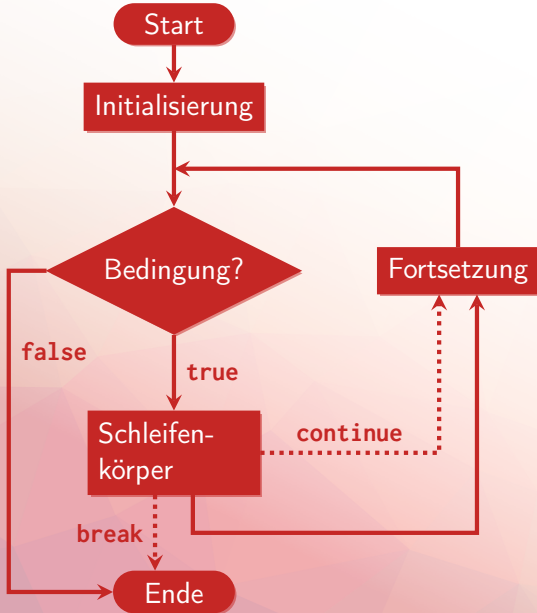 Start
Initialisierung
Bedingung?
Fortsetzung
false
true
Schleifen-
körper
continue
break
Ende